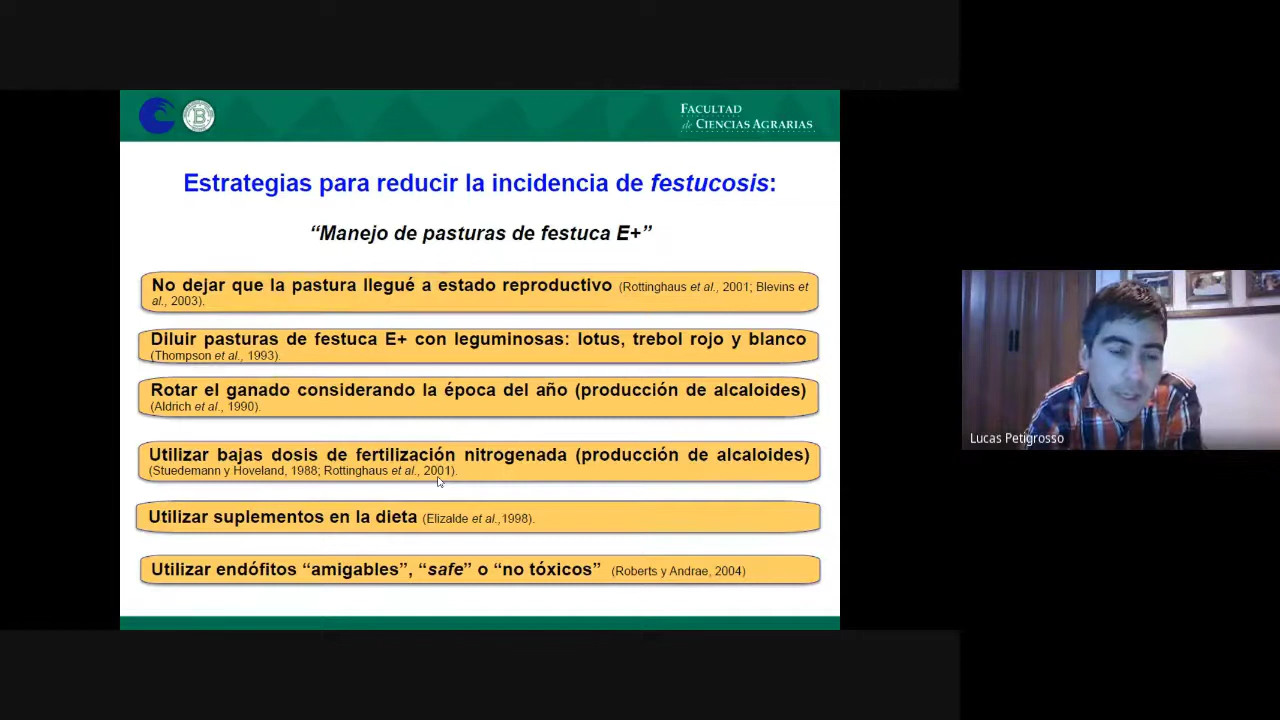 FACULTAD
de CIENCIAS AGRARIAS
Estrategias para reducir la incidencia de festucosis:
“Manejo de pasturas de festuca E+”
No dejar que la pastura llegué a estado reproductivo (Rottinghaus et al., 2001; Blevins et
al., 2003).
Diluir pasturas de festuca E+ con leguminosas: lotus, trebol rojo y blanco
(Thompson et al., 1993).
Rotar el ganado considerando la época del año (producción de alcaloides)
(Aldrich et al., 1990).
Utilizar bajas dosis de fertilización nitrogenada (producción de alcaloides)
(Stuedemann y Hoveland, 1988; Rottinghaus et al., 2001).
Utilizar suplementos en la dieta (Elizalde et al.,1998).
Utilizar endófitos “amigables”, “safe” o “no tóxicos” (Roberts y Andrae, 2004)
Lucas Petigrosso